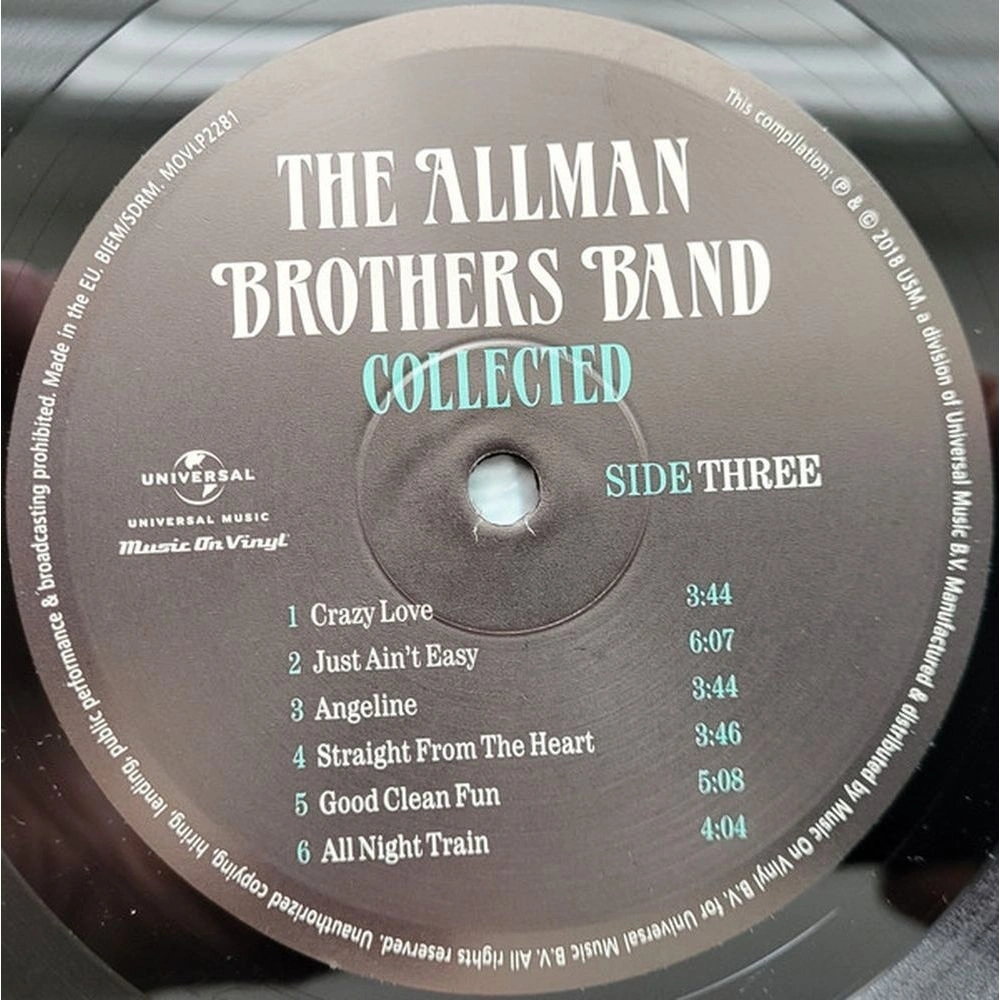 THE ALLMAN
BROTHERS BAND
COLLECTED
SIDE THREE
UNIVERSAL
UNIVERSAL MUSIC
Music On Vinyl
1 Crazy Love 3:44
2 Just Ain't Easy 6:07
3 Angeline 3:44
4 Straight From The Heart 3:46
5 Good Clean Fun 5:08
6 All Night Train 4:04
This compilation: ℗ & © 2018 USM, a division of Universal Music B.V. Manufactured & distributed by Music On Vinyl B.V. for Universal Music B.V. All rights reserved. Unauthorized copying, hiring, lending, public performance & broadcasting prohibited. Made in the EU. BIEM/SDRM. MOVLP2281